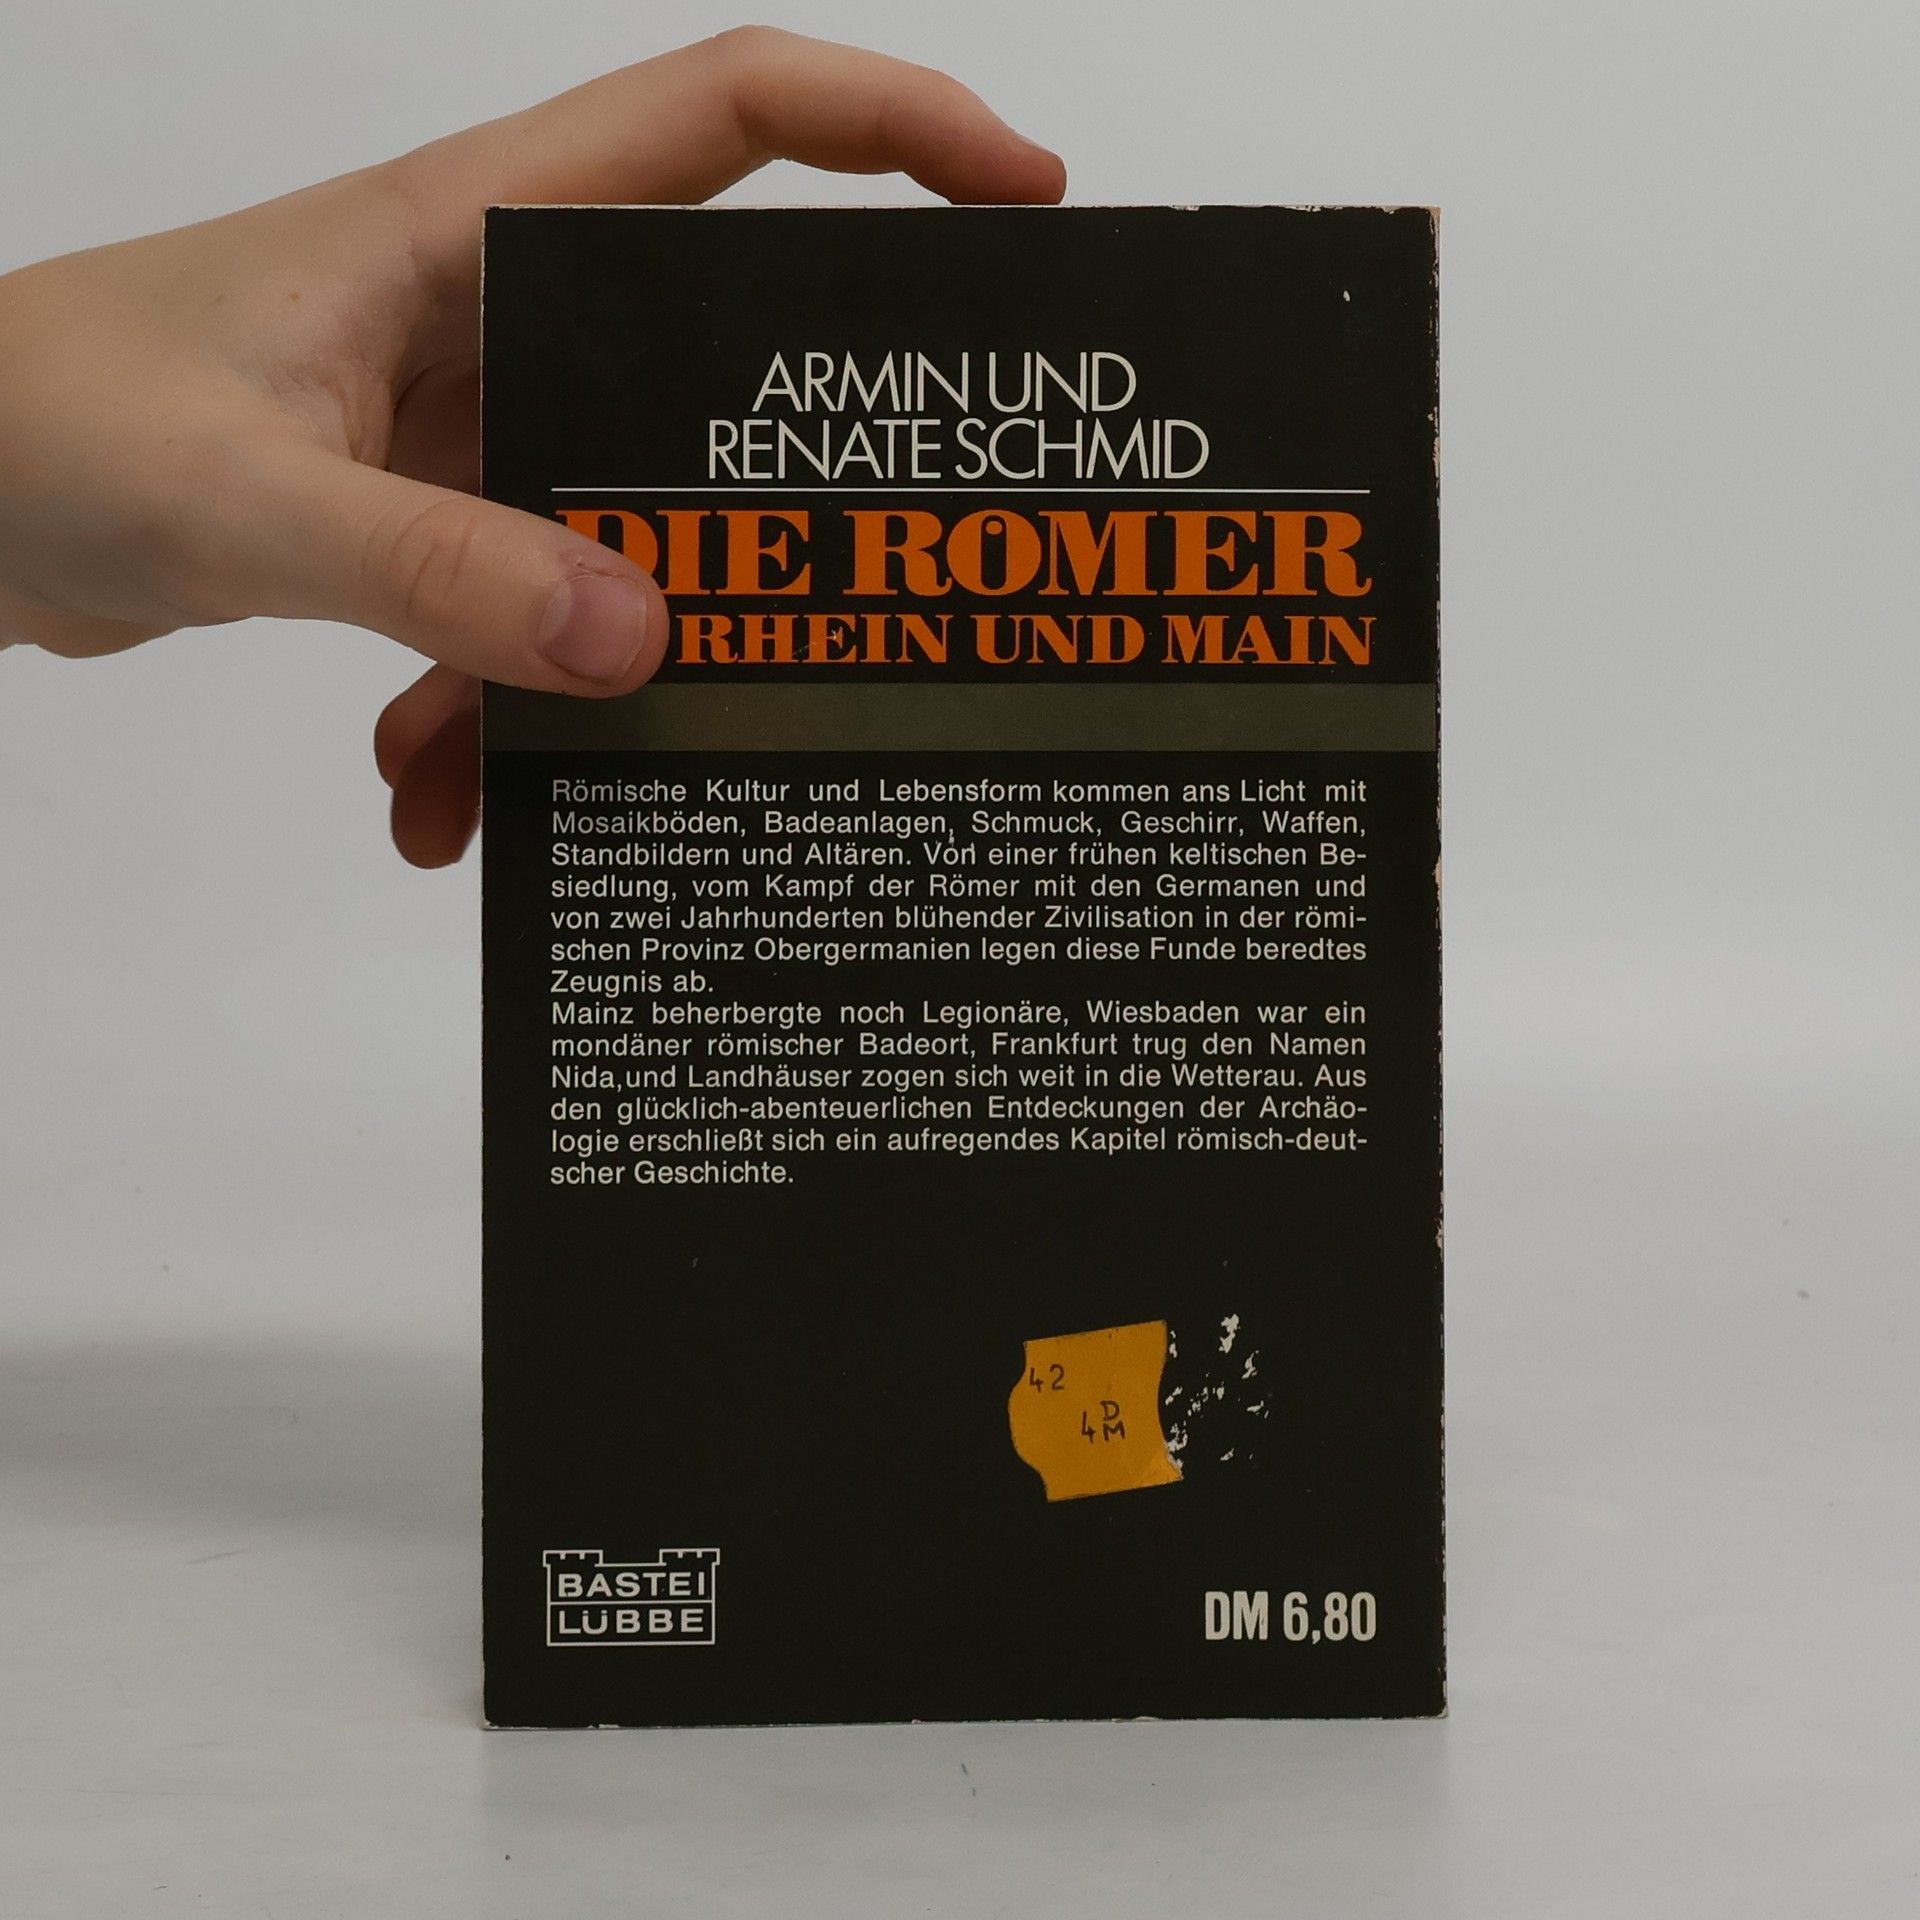 ARMIN UND
RENATE SCHMID
DIE RÖMER
RHEIN UND MAIN
Römische Kultur und Lebensform kommen ans Licht mit
Mosaikböden, Badeanlagen, Schmuck, Geschirr, Waffen,
Standbildern und Altären. Von einer frühen keltischen Be-
siedlung, vom Kampf der Römer mit den Germanen und
von zwei Jahrhunderten blühender Zivilisation in der römi-
schen Provinz Obergermanien legen diese Funde beredtes
Zeugnis ab.
Mainz beherbergte noch Legionäre, Wiesbaden war ein
mondäner römischer Badeort, Frankfurt trug den Namen
Nida,und Landhäuser zogen sich weit in die Wetterau. Aus
den glücklich-abenteuerlichen Entdeckungen der Archäo-
logie erschließt sich ein aufregendes Kapitel römisch-deut-
scher Geschichte.
42
4 DM
BASTEI
LÜBBE
DM 6,80